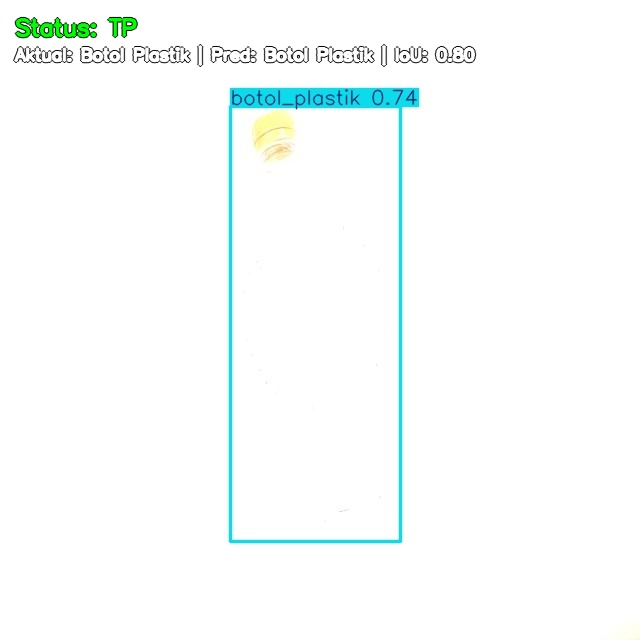 Status: TP
Aktual: Botol Plastik | Pred: Botol Plastik | IoU: 0.80
botol_plastik 0.74